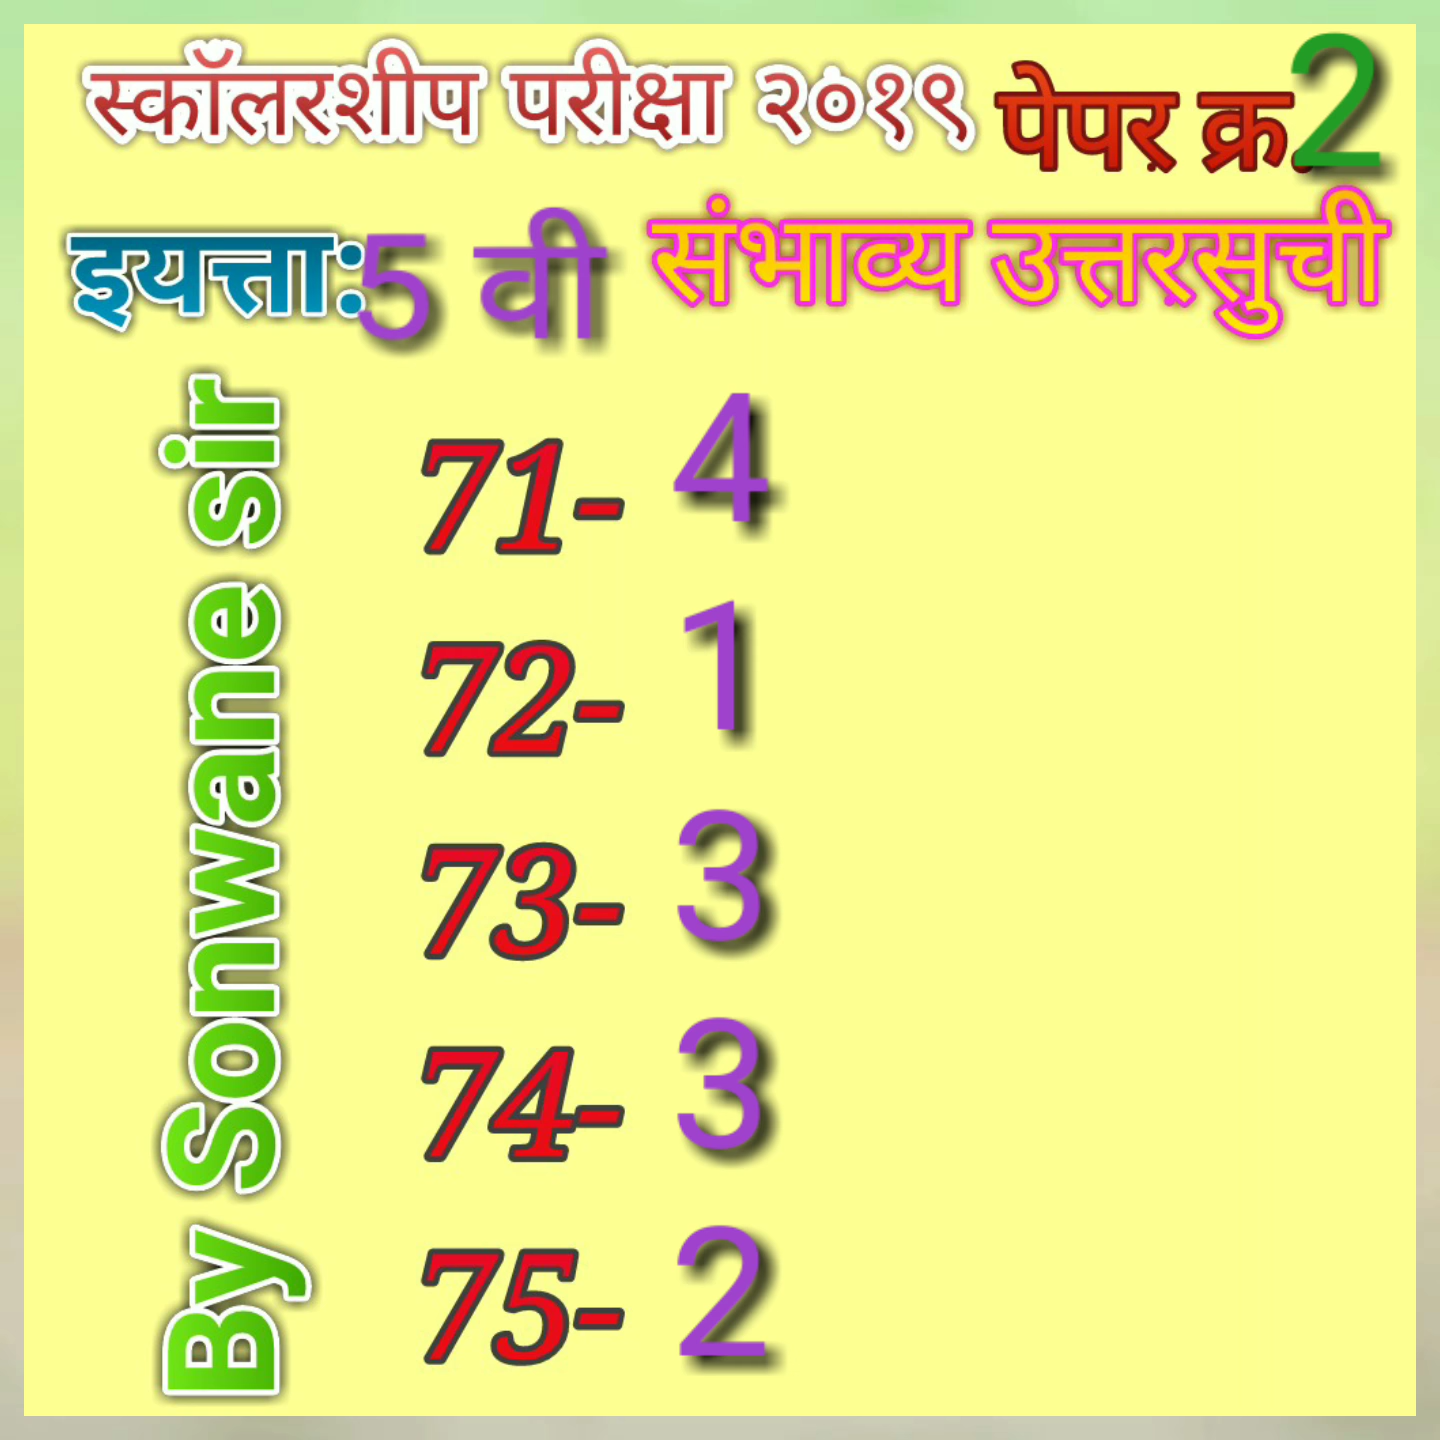 स्कॉलरशीप परीक्षा २०१९ पेपर क्र.2
इयत्ता:5 वी संभाव्य उत्तरसुची
By Sonwane sir
71- 4
72- 1
73- 3
74- 3
75- 2